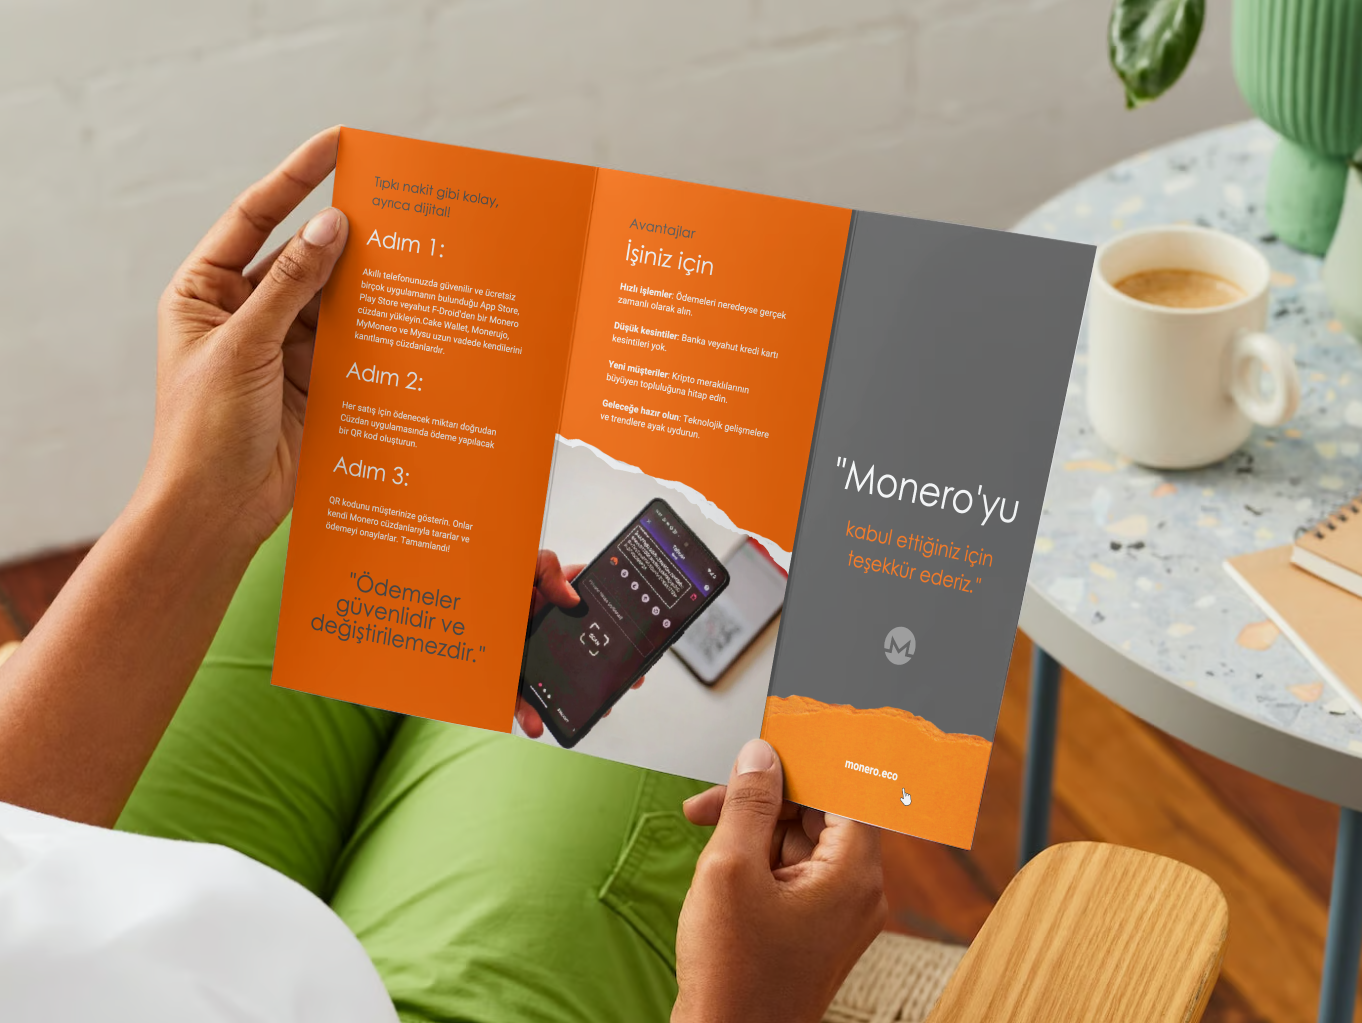 Tıpkı nakit gibi kolay,
ayrıca dijital!
Adım 1:
Akıllı telefonunuzda güvenilir ve ücretsiz
birçok uygulamanın bulunduğu App Store,
Play Store veyahut F-Droid'den bir Monero
cüzdanı yükleyin.Cake Wallet, Monerujo,
MyMonero ve Mysu uzun vadede kendilerini
kanıtlamış cüzdanlardır.
Adım 2:
Her satış için ödenecek miktarı doğrudan
Cüzdan uygulamasında ödeme yapılacak
bir QR kod oluşturun.
Adım 3:
QR kodunu müşterinize gösterin. Onlar
kendi Monero cüzdanlarıyla tararlar ve
ödemeyi onaylarlar. Tamamlandı!
"Ödemeler
güvenlidir ve
değiştirilemezdir."
Avantajlar
İşiniz için
Hızlı işlemler: Ödemeleri neredeyse gerçek
zamanlı olarak alın.
Düşük kesintiler: Banka veyahut kredi kartı
kesintileri yok.
Yeni müşteriler: Kripto meraklılarının
büyüyen topluluğuna hitap edin.
Geleceğe hazır olun: Teknolojik gelişmelere
ve trendlere ayak uydurun.
"Monero'yu
kabul ettiğiniz için
teşekkür ederiz."
monero.eco